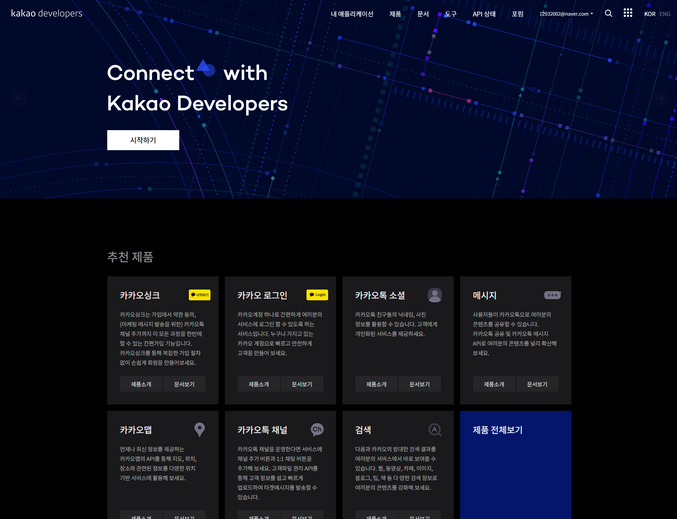 kakao developers
내 애플리케이션 제품 문서 도구 API 상태 포럼
KOR ENG
Connect with
Kakao Developers
시작하기
추천 제품
카카오싱크
시작하기
카카오싱크는 가입에서 약관 동의,
(마케팅 메시지 발송을 위한) 카카오톡
채널 추가까지 이 모든 과정을 한번에
할 수 있는 간편가입 기능입니다.
카카오싱크를 통해 복잡한 가입 절차
없이 손쉽게 회원을 만들어보세요.
제품소개 문서보기
카카오 로그인
Login
카카오계정 하나로 간편하게 여러분의
서비스에 로그인 할 수 있도록 하는
서비스입니다. 누구나 가지고 있는
카카오 계정으로 빠르고 안전하게
고객을 만들어 보세요.
제품소개 문서보기
카카오톡 소셜
카카오톡 친구들의 닉네임, 사진
정보를 활용할 수 있습니다. 고객에게
개인화된 서비스를 제공하세요.
제품소개 문서보기
메시지
사용자들이 카카오톡으로 여러분의
콘텐츠를 공유할 수 있습니다.
카카오톡 공유 및 카카오톡 메시지
API로 여러분의 콘텐츠를 널리 확산해
보세요.
제품소개 문서보기
카카오맵
언제나 최신 정보를 제공하는
카카오맵의 API를 통해 지도, 위치,
장소와 관련된 정보를 다양한 위치
기반 서비스에 활용해 보세요.
제품소개 문서보기
카카오톡 채널
Ch
카카오톡 채널을 운영한다면 서비스에
채널 추가 버튼과 1:1 채팅 버튼을
추가해 보세요. 고객파일 관리 API를
통해 고객 정보를 쉽고 빠르게
업로드하여 타겟메시지를 발송할 수
있습니다.
제품소개 문서보기
검색
다음과 카카오의 방대한 검색 결과를
여러분의 서비스에서 바로 보여줄 수
있습니다. 웹, 동영상, 카페, 이미지,
블로그, 팁, 책 등 다양한 검색 정보로
여러분의 콘텐츠를 강화해 보세요.
제품소개 문서보기
제품 전체보기